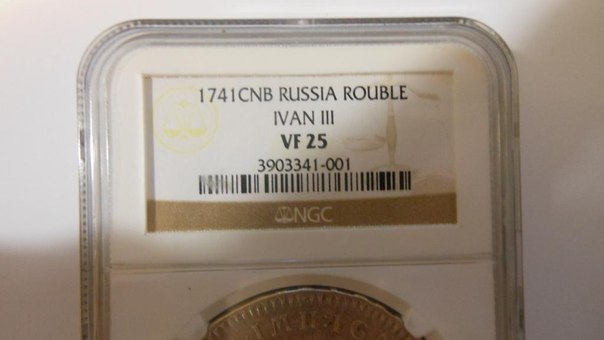 1741CNB RUSSIA ROUBLE
IVAN III
VF 25
3903341-001
NGC